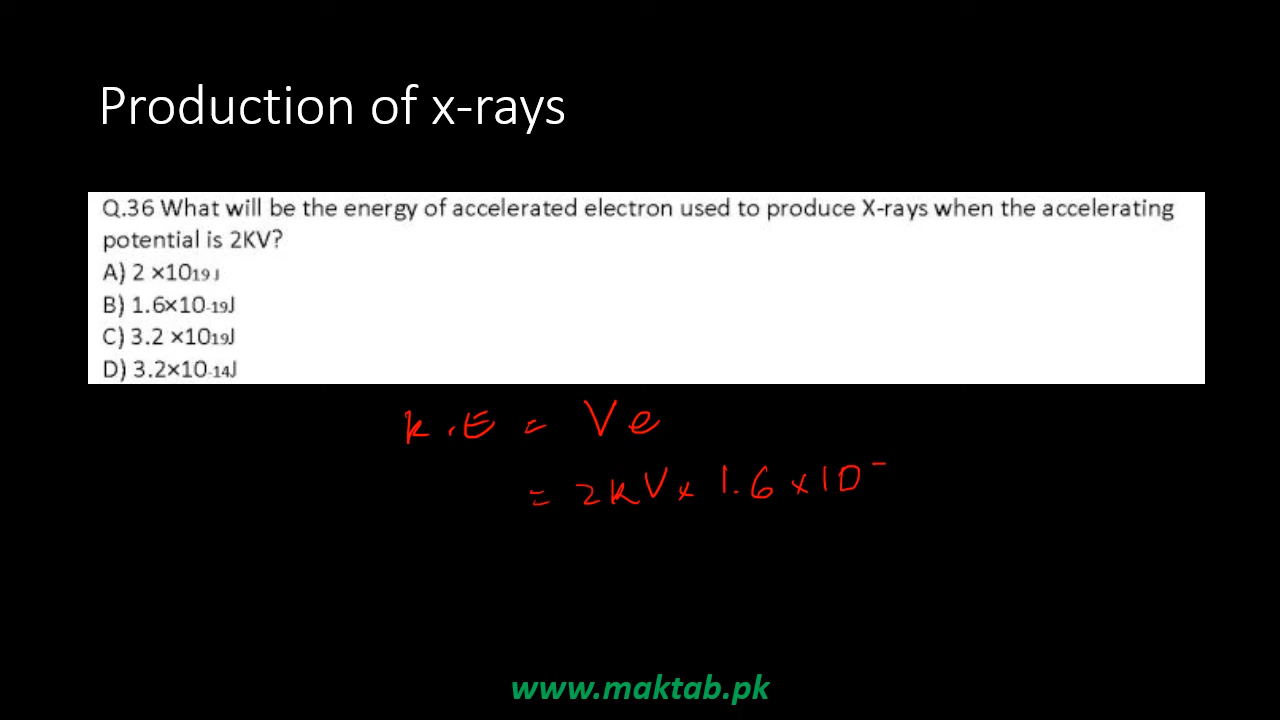 Production of x-rays
Q.36 What will be the energy of accelerated electron used to produce X-rays when the accelerating
potential is 2KV?
A) 2 ×1019 J
B) 1.6×10-19J
C) 3.2 ×1019J
D) 3.2×10-14J
K.E = Ve
= 2kV × 1.6 × 10⁻
www.maktab.pk